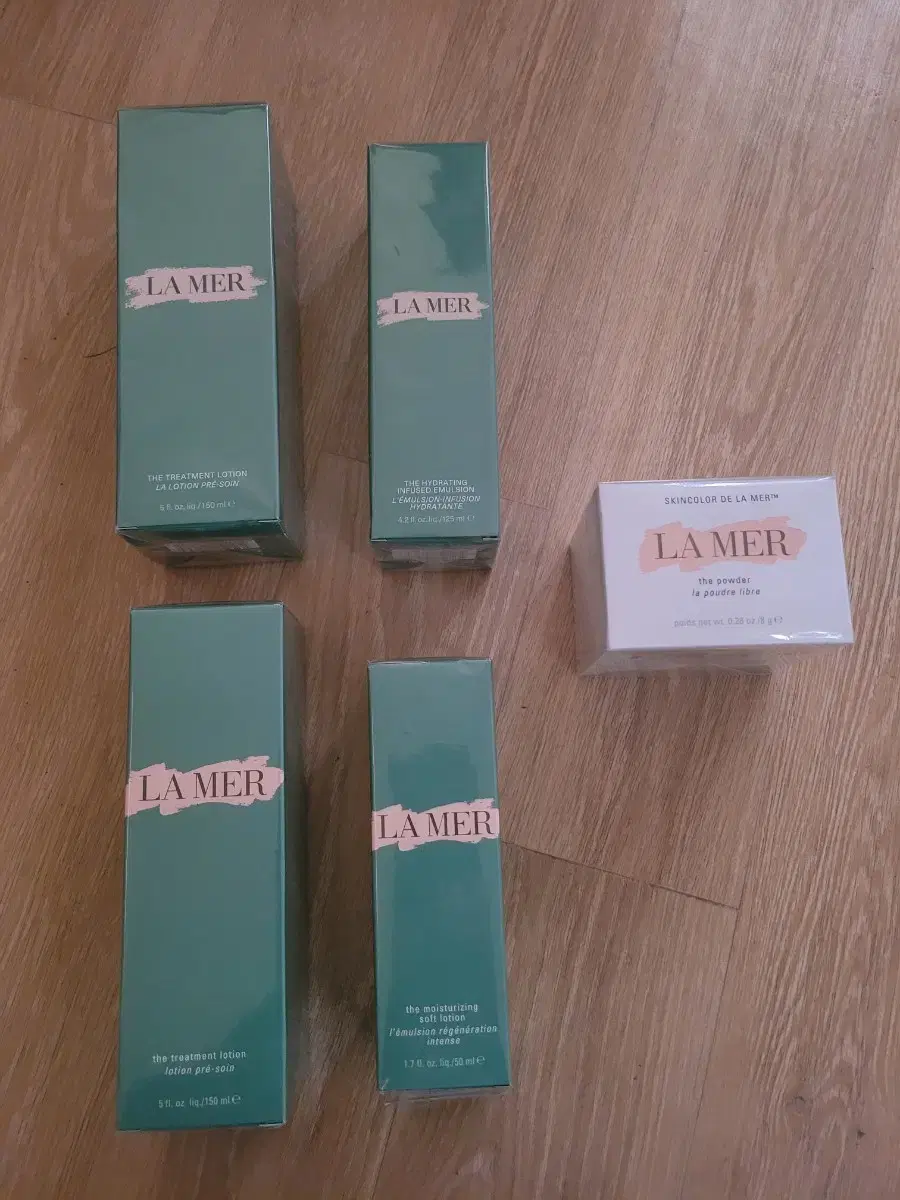 LA MER
THE TREATMENT LOTION
LA LOTION PRÉ-SOIN
5 fl. oz. liq./150 ml e
LA MER
THE HYDRATING
INFUSED EMULSION
L'ÉMULSION-INFUSION
HYDRATANTE
4.2 fl. oz. liq./125 ml e
SKINCOLOR DE LA MER™
LA MER
the powder
la poudre libre
poids net wt. 0.28 oz /8 g e
LA MER
the treatment lotion
lotion pré-soin
5 fl. oz. liq./150 ml e
LA MER
the moisturizing
soft lotion
l'émulsion régénération
intense
1.7 fl. oz. liq./50 ml e